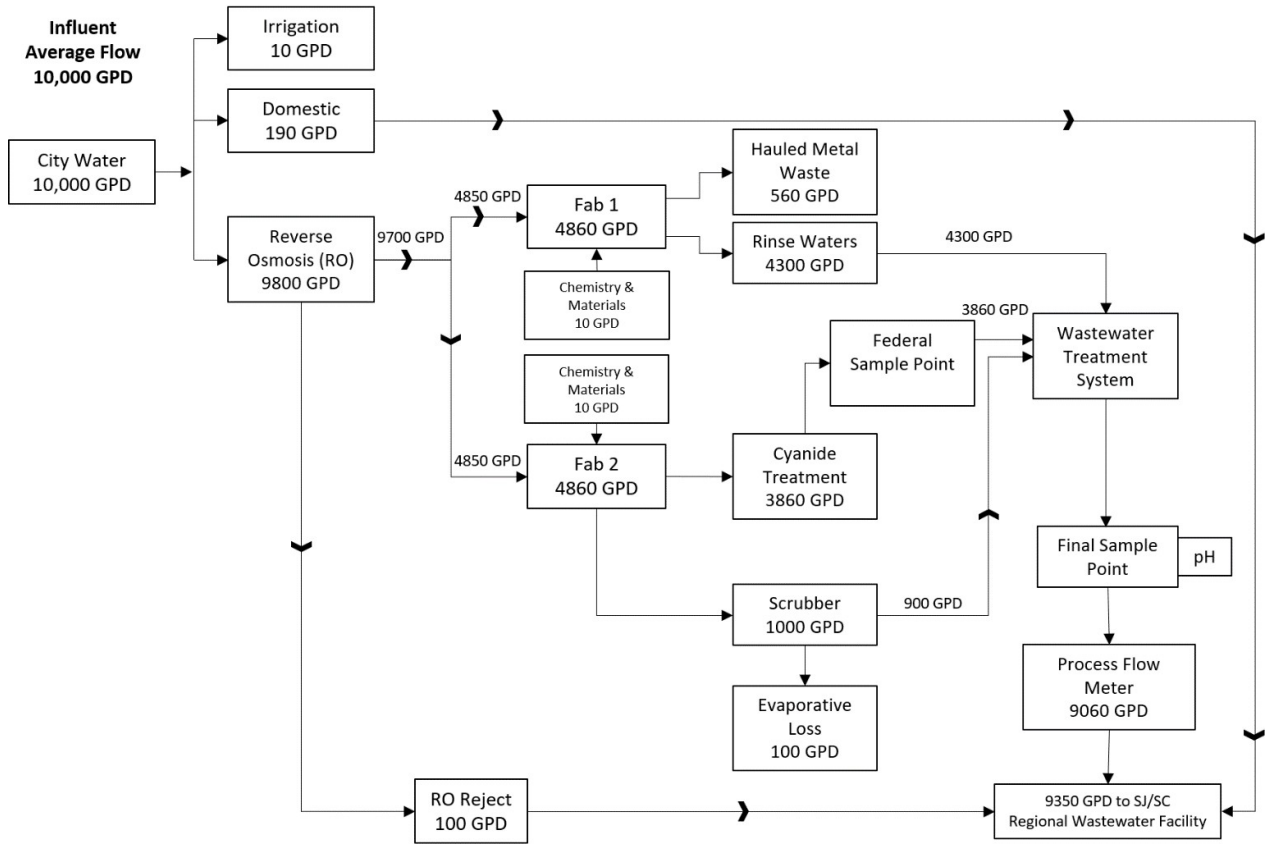 Influent
Average Flow
10,000 GPD
City Water
10,000 GPD
Irrigation
10 GPD
Domestic
190 GPD
Reverse
Osmosis (RO)
9800 GPD
9700 GPD
4850 GPD
Fab 1
4860 GPD
Chemistry &
Materials
10 GPD
Hauled Metal
Waste
560 GPD
Rinse Waters
4300 GPD
4300 GPD
Chemistry &
Materials
10 GPD
4850 GPD
Fab 2
4860 GPD
Cyanide
Treatment
3860 GPD
Federal
Sample Point
3860 GPD
Wastewater
Treatment
System
Scrubber
1000 GPD
900 GPD
Evaporative
Loss
100 GPD
Final Sample
Point
pH
Process Flow
Meter
9060 GPD
RO Reject
100 GPD
9350 GPD to SJ/SC
Regional Wastewater Facility